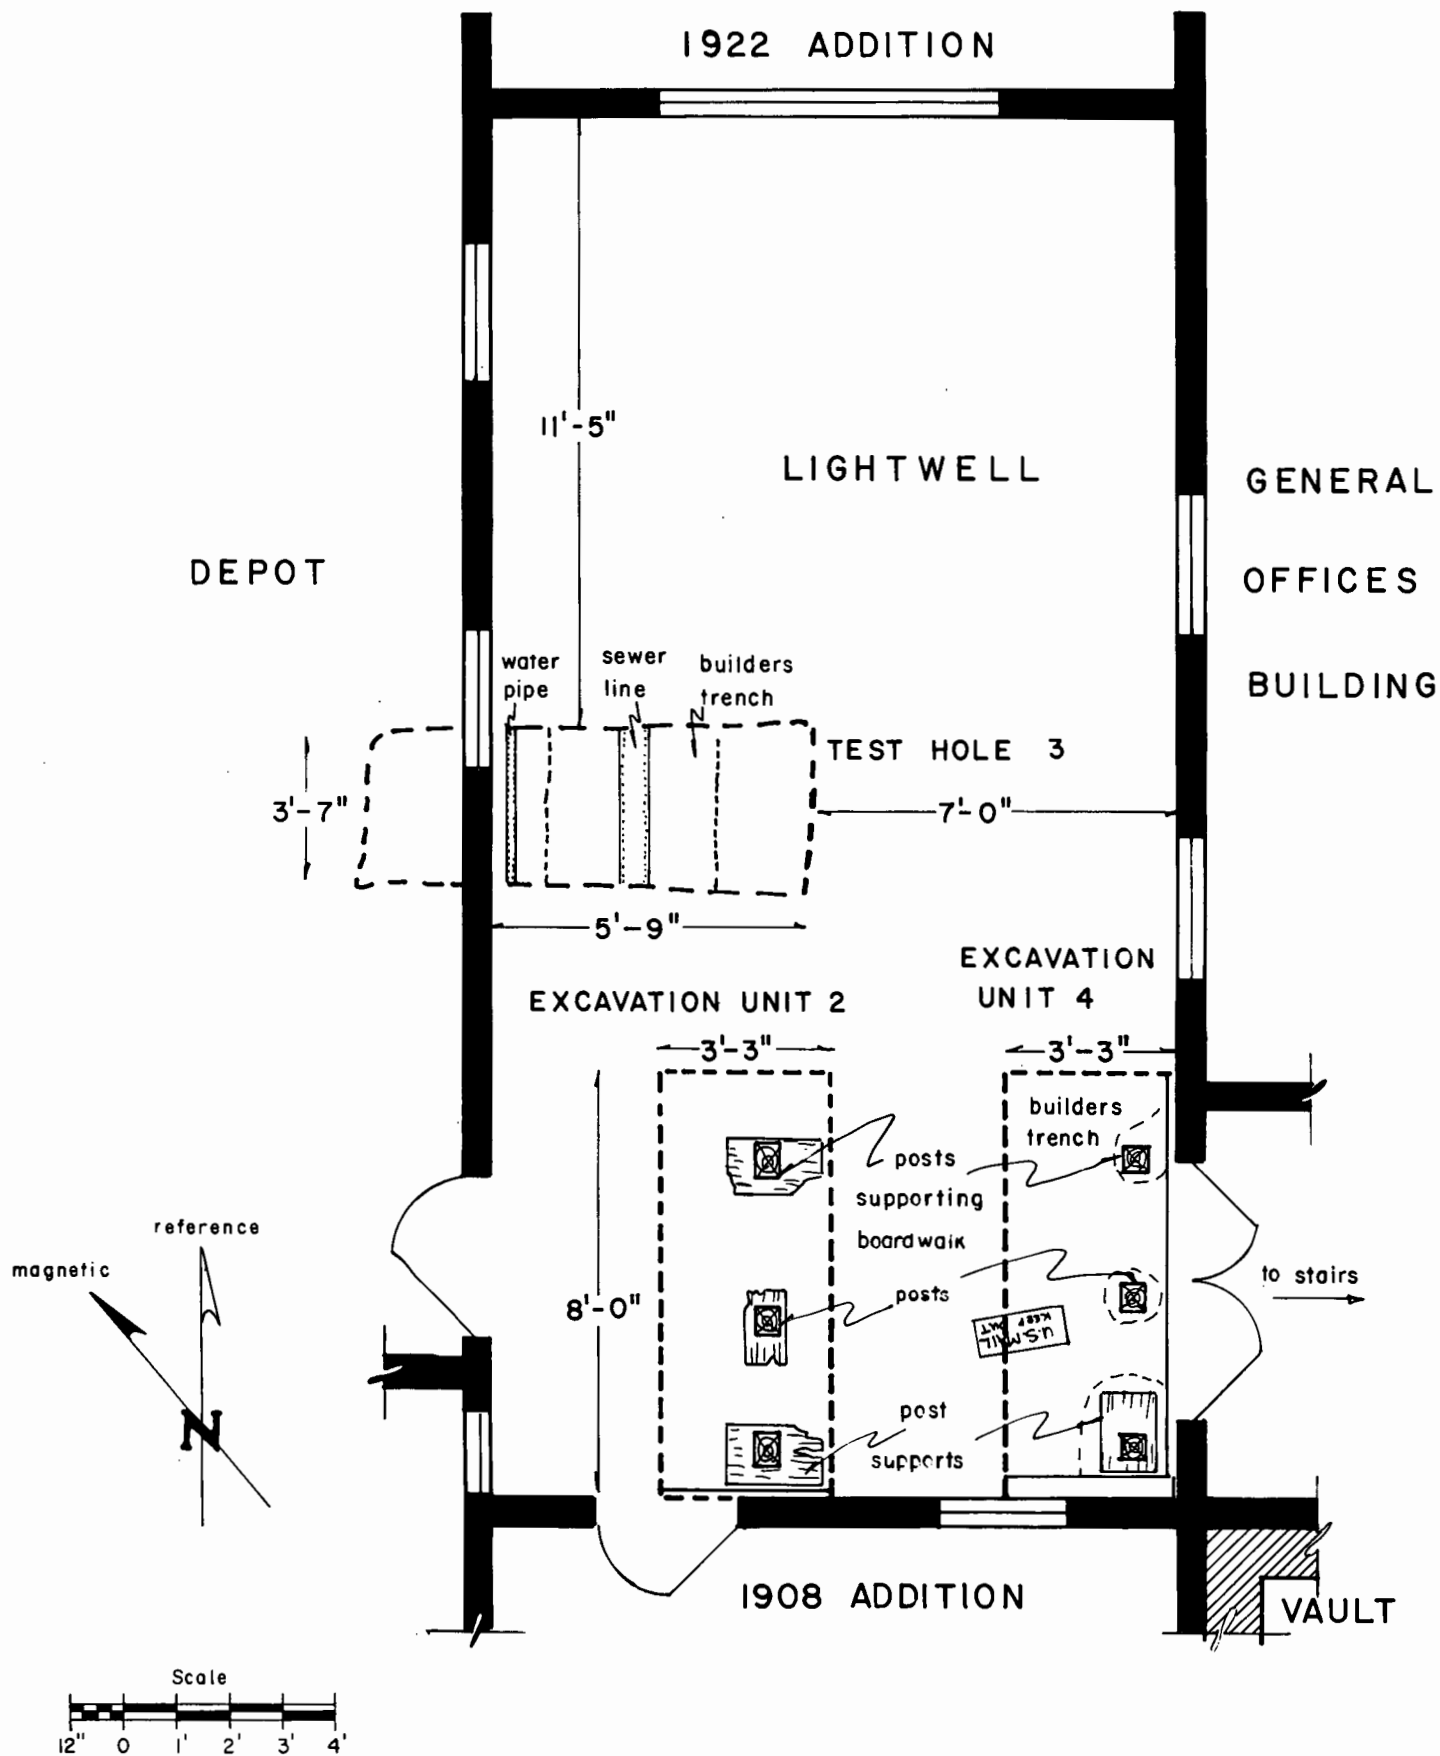 1922 ADDITION
11'-5"
LIGHTWELL
GENERAL
OFFICES
BUILDING
DEPOT
water
pipe
sewer
line
builders
trench
TEST HOLE 3
3'-7"
7'-0"
5'-9"
EXCAVATION UNIT 2
EXCAVATION
UNIT 4
3'-3"
3'-3"
builders
trench
posts
supporting
boardwalk
posts
8'-0"
U.S. MAIL
KEEP
OUT
to stairs
post
supports
reference
magnetic
N
1908 ADDITION
VAULT
Scale
12" 0 1' 2' 3' 4'